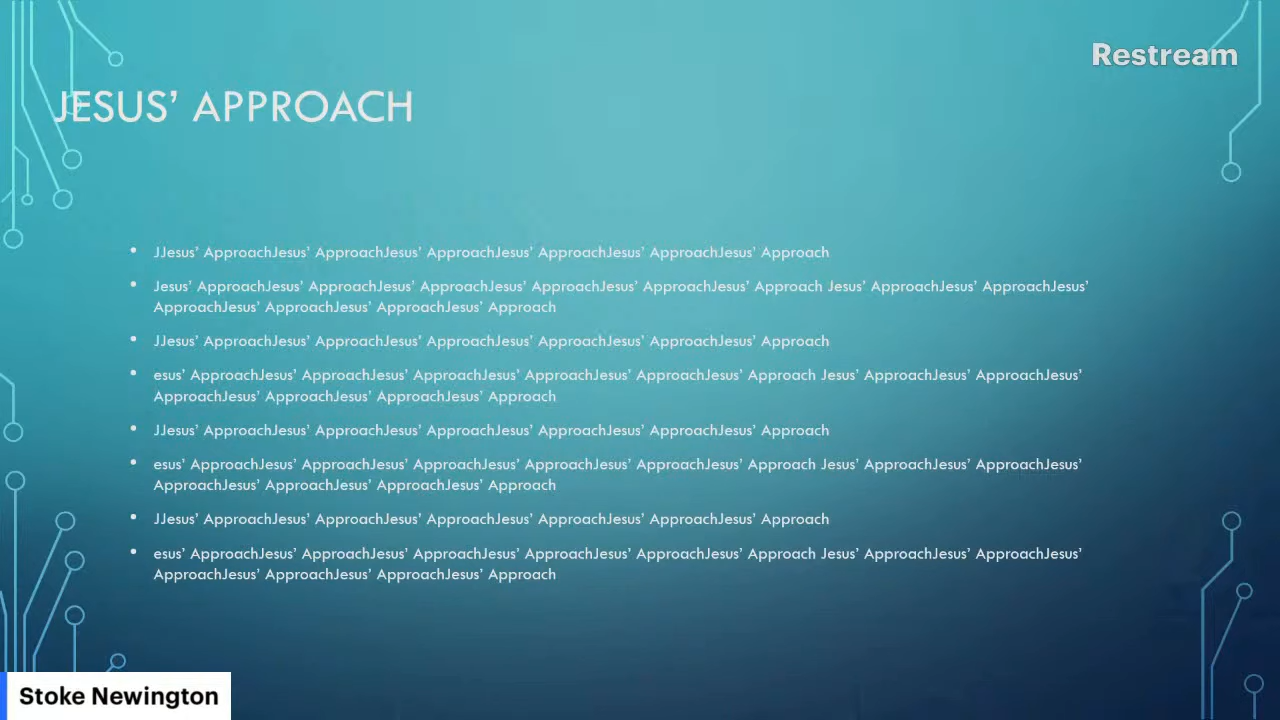 Restream
JESUS’ APPROACH
• JJesus’ ApproachJesus’ ApproachJesus’ ApproachJesus’ ApproachJesus’ ApproachJesus’ Approach
• Jesus’ ApproachJesus’ ApproachJesus’ ApproachJesus’ ApproachJesus’ ApproachJesus’ Approach Jesus’ ApproachJesus’ ApproachJesus’
ApproachJesus’ ApproachJesus’ ApproachJesus’ Approach
• JJesus’ ApproachJesus’ ApproachJesus’ ApproachJesus’ ApproachJesus’ ApproachJesus’ Approach
• esus’ ApproachJesus’ ApproachJesus’ ApproachJesus’ ApproachJesus’ ApproachJesus’ Approach Jesus’ ApproachJesus’ ApproachJesus’
ApproachJesus’ ApproachJesus’ ApproachJesus’ Approach
• JJesus’ ApproachJesus’ ApproachJesus’ ApproachJesus’ ApproachJesus’ ApproachJesus’ Approach
• esus’ ApproachJesus’ ApproachJesus’ ApproachJesus’ ApproachJesus’ ApproachJesus’ Approach Jesus’ ApproachJesus’ ApproachJesus’
ApproachJesus’ ApproachJesus’ ApproachJesus’ Approach
• JJesus’ ApproachJesus’ ApproachJesus’ ApproachJesus’ ApproachJesus’ ApproachJesus’ Approach
• esus’ ApproachJesus’ ApproachJesus’ ApproachJesus’ ApproachJesus’ ApproachJesus’ Approach Jesus’ ApproachJesus’ ApproachJesus’
ApproachJesus’ ApproachJesus’ ApproachJesus’ Approach
Stoke Newington